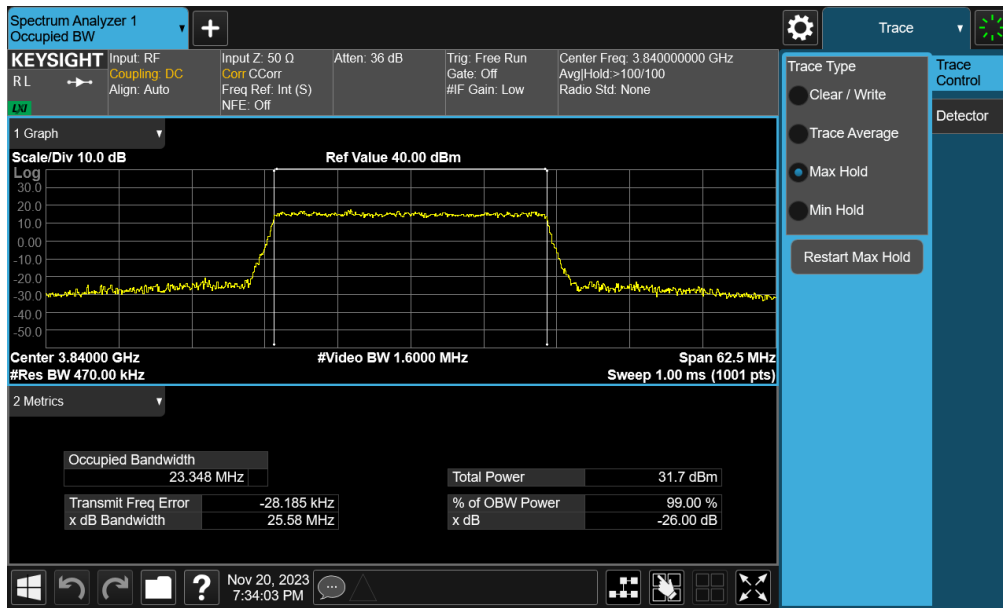 Spectrum Analyzer 1
Occupied BW
+
Trace
KEYSIGHT
R L
LXI
Input: RF
Coupling: DC
Align: Auto
Input Z: 50 Ω
Corr CCorr
Freq Ref: Int (S)
NFE: Off
Atten: 36 dB
Trig: Free Run
Gate: Off
#IF Gain: Low
Center Freq: 3.840000000 GHz
Avg|Hold:>100/100
Radio Std: None
Trace Type
Clear / Write
Trace Average
Max Hold
Min Hold
Restart Max Hold
Trace
Control
Detector
1 Graph
Scale/Div 10.0 dB
Ref Value 40.00 dBm
Log
30.0
20.0
10.0
0.00
-10.0
-20.0
-30.0
-40.0
-50.0
Center 3.84000 GHz
#Video BW 1.6000 MHz
Span 62.5 MHz
#Res BW 470.00 kHz
Sweep 1.00 ms (1001 pts)
2 Metrics
Occupied Bandwidth
23.348 MHz
Total Power 31.7 dBm
Transmit Freq Error -28.185 kHz
% of OBW Power 99.00 %
x dB Bandwidth 25.58 MHz
x dB -26.00 dB
?
Nov 20, 2023
7:34:03 PM